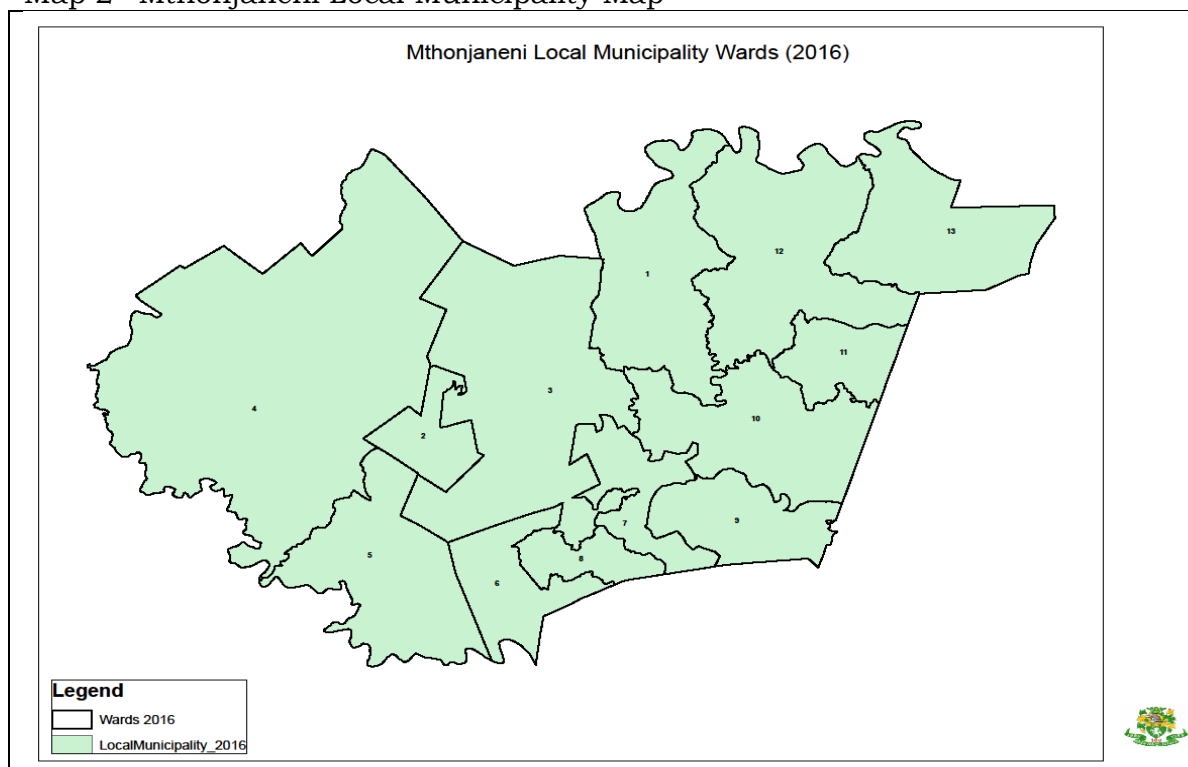 Map 2 - Mthonjaneni Local Municipality Map
Mthonjaneni Local Municipality Wards (2016)
13
12
1
11
3
4
10
2
9
7
5
8
6
Legend
Wards 2016
LocalMunicipality_2016